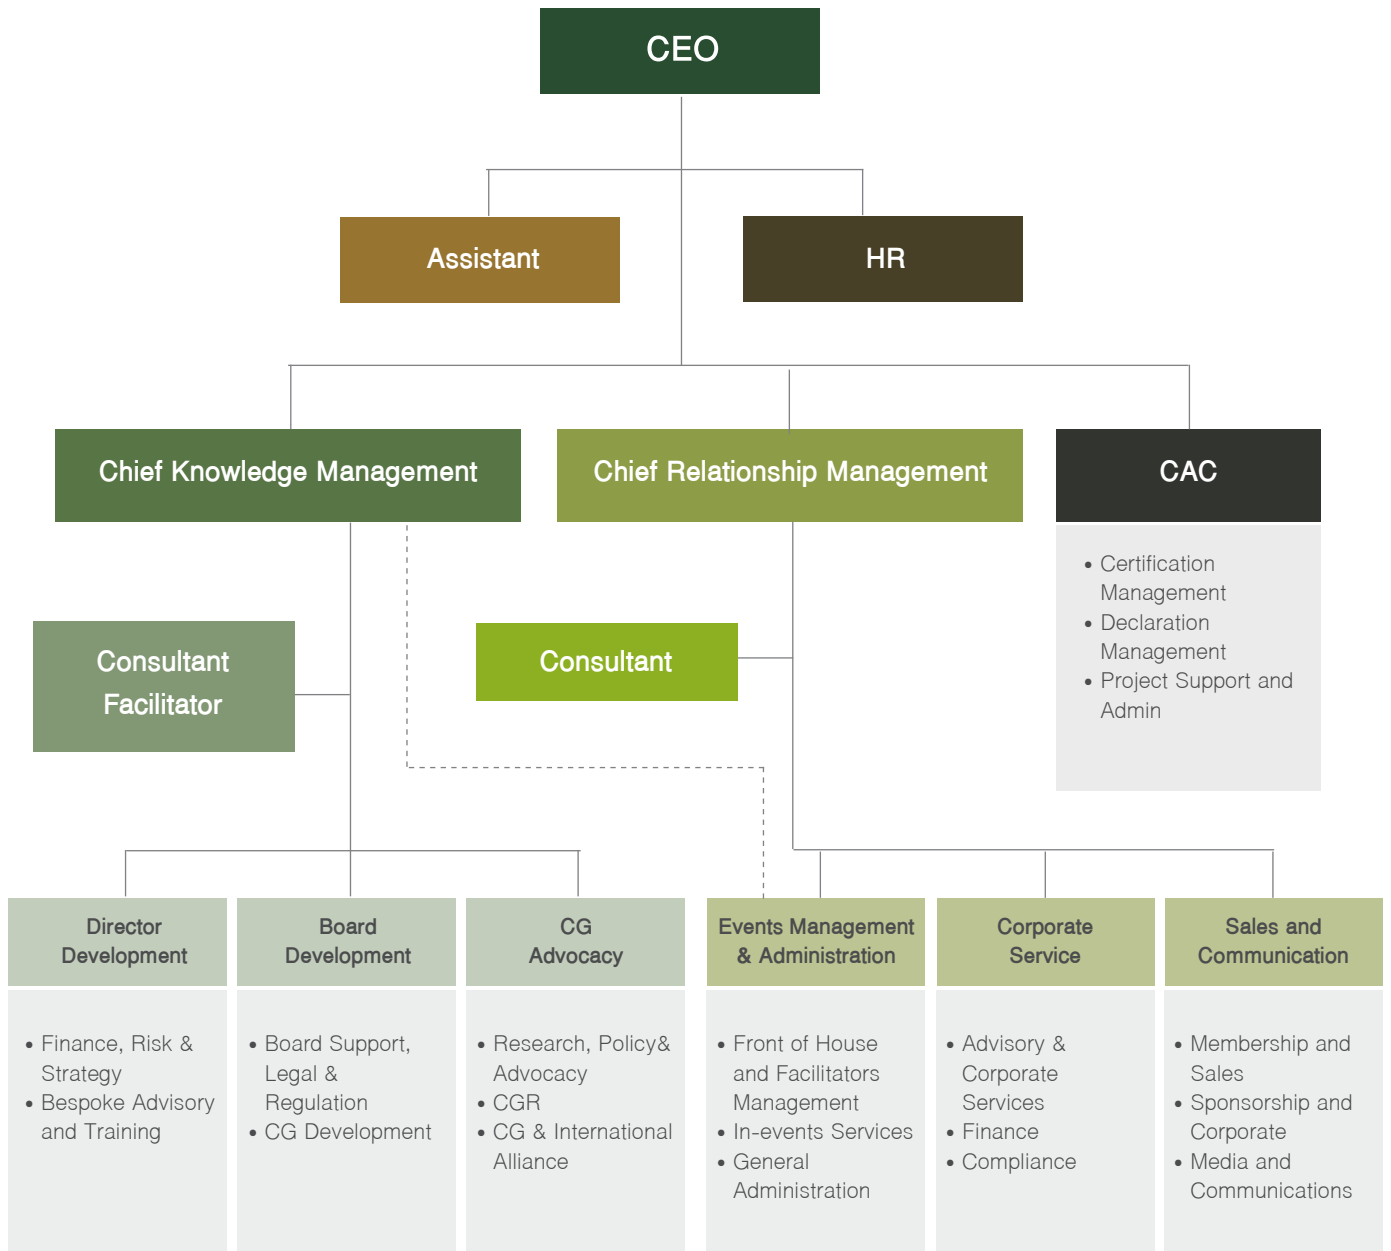 CEO
Assistant
HR
Chief Knowledge Management
Chief Relationship Management
CAC
• Certification
Management
• Declaration
Management
• Project Support and
Admin
Consultant
Facilitator
Consultant
Director
Development
• Finance, Risk &
Strategy
• Bespoke Advisory
and Training
Board
Development
• Board Support,
Legal &
Regulation
• CG Development
CG
Advocacy
• Research, Policy&
Advocacy
• CGR
• CG & International
Alliance
Events Management
& Administration
• Front of House
and Facilitators
Management
• In-events Services
• General
Administration
Corporate
Service
• Advisory &
Corporate
Services
• Finance
• Compliance
Sales and
Communication
• Membership and
Sales
• Sponsorship and
Corporate
• Media and
Communications